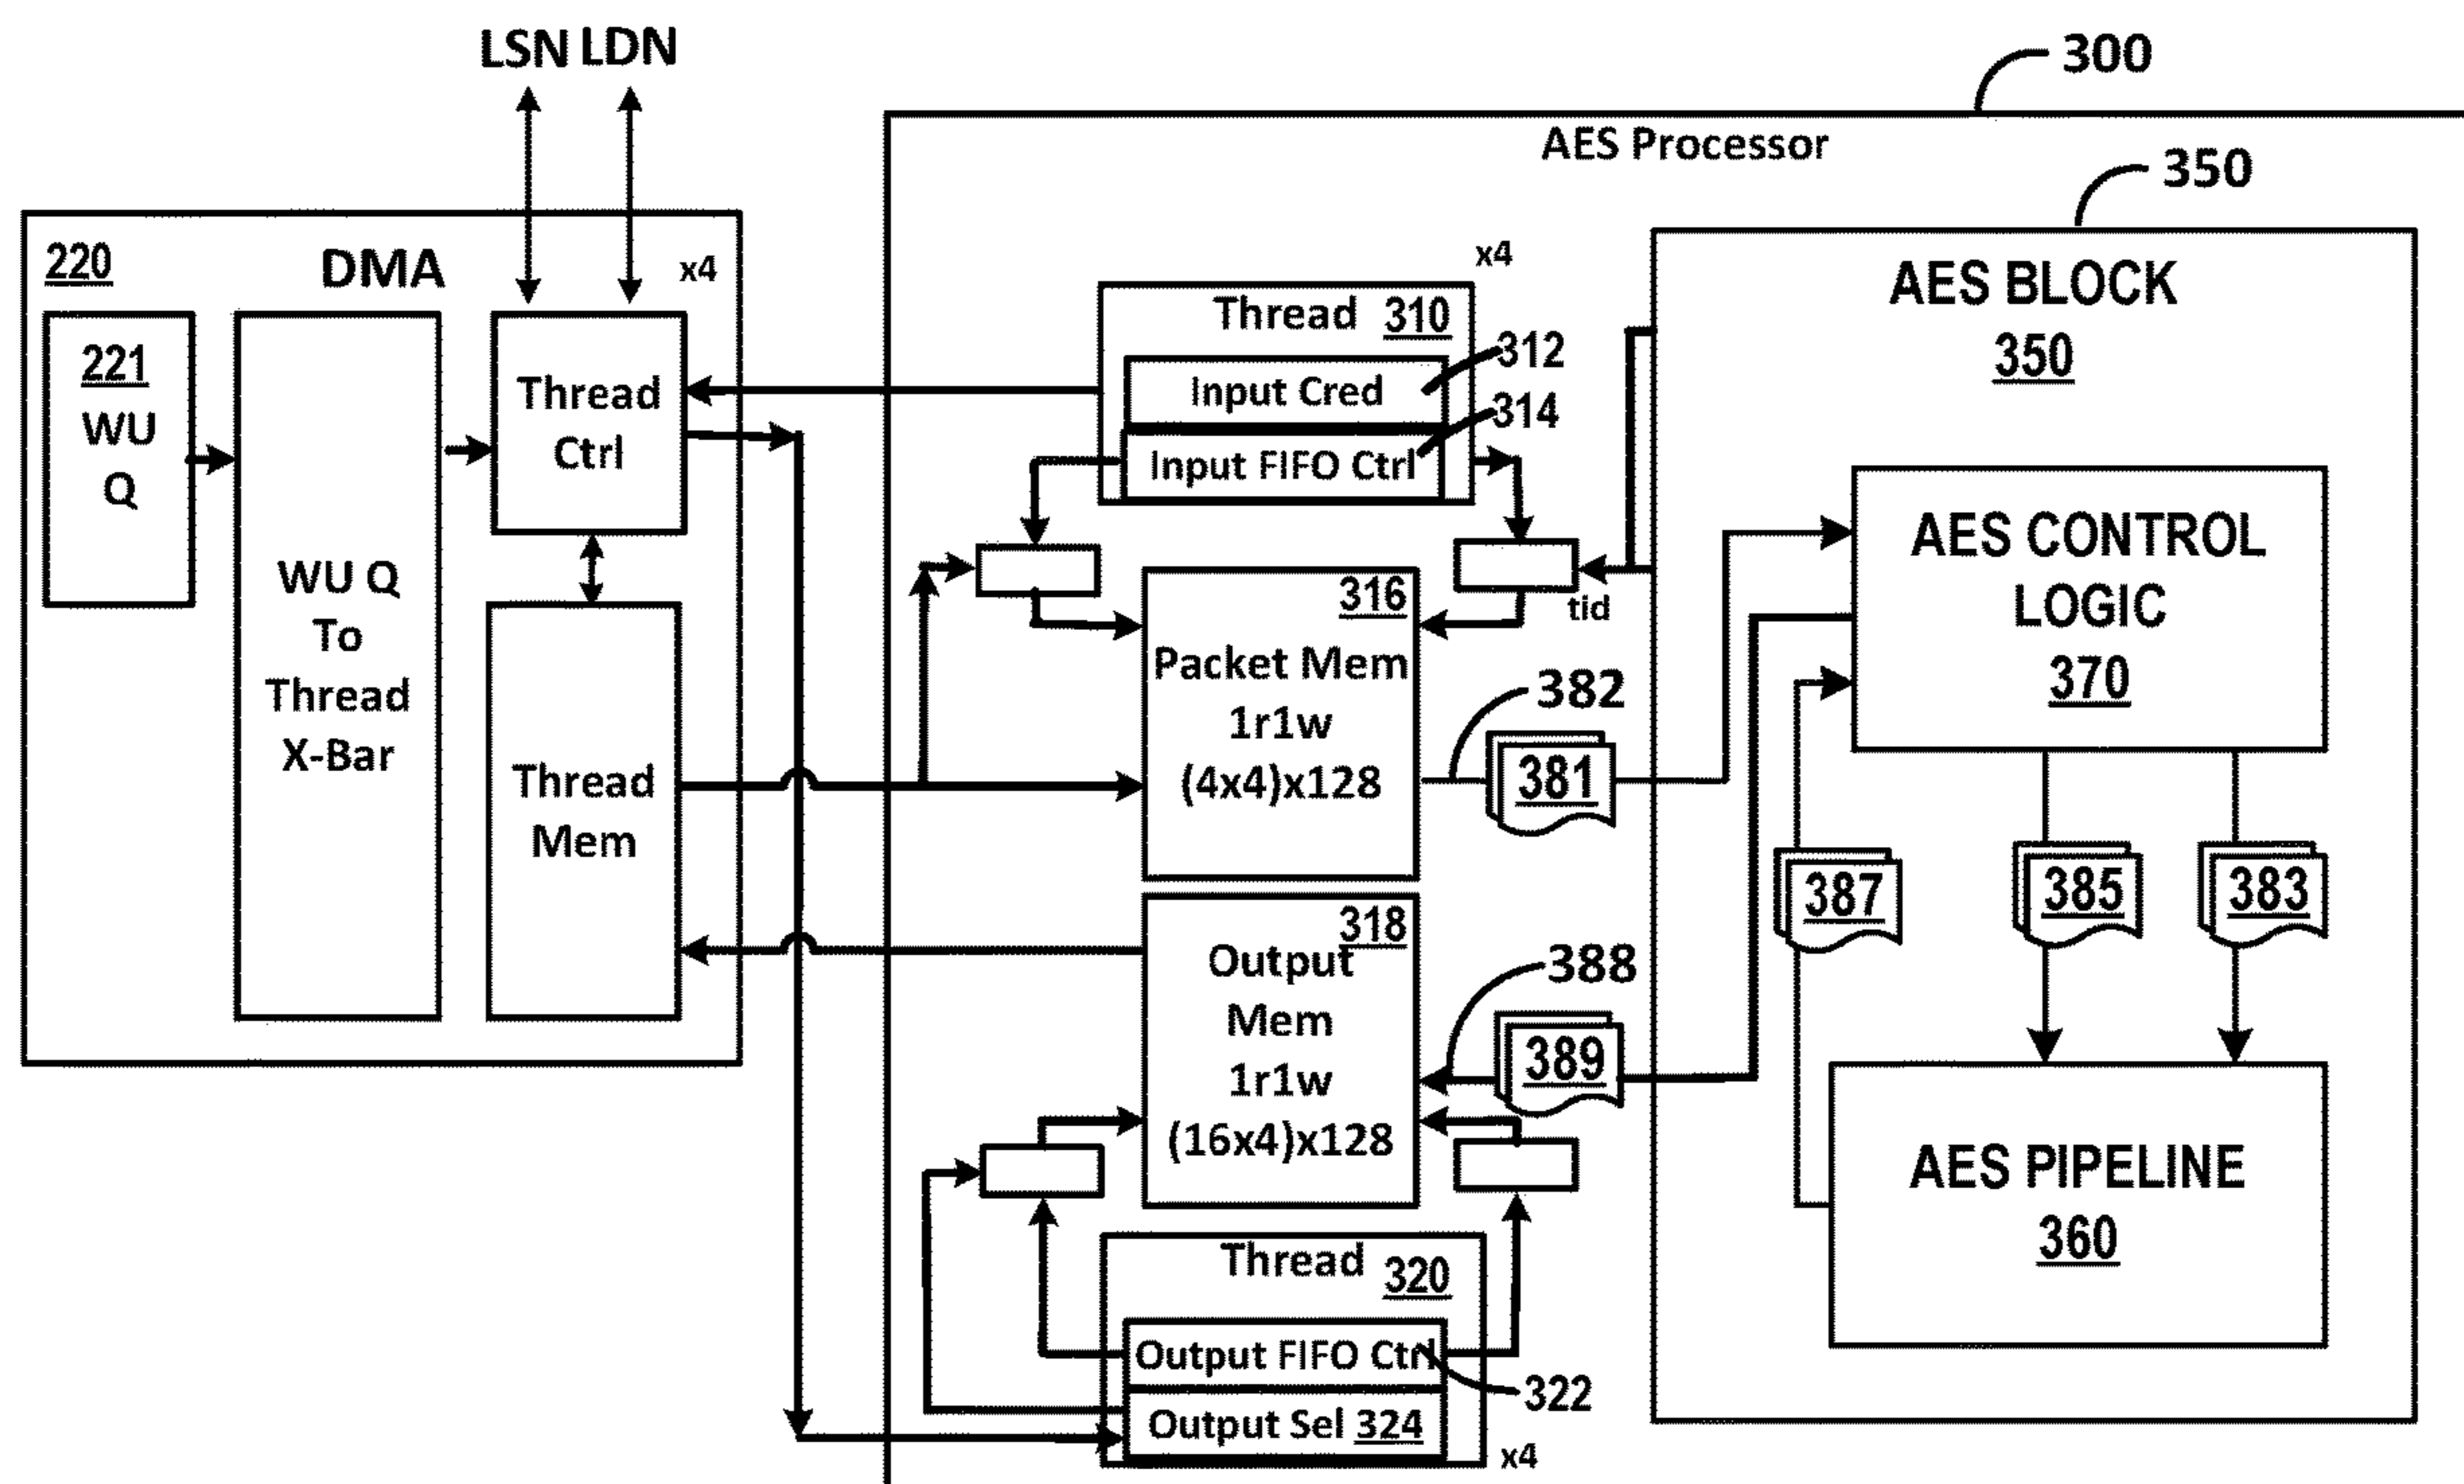 LSN LDN
300
AES Processor
350
220
DMA
x4
221
WU
Q
WU Q
To
Thread
X-Bar
Thread
Ctrl
Thread
Mem
x4
Thread 310
Input Cred
312
Input FIFO Ctrl
314
tid
316
Packet Mem
1r1w
(4x4)x128
382
381
318
Output
Mem
1r1w
(16x4)x128
388
389
Thread 320
Output FIFO Ctrl
322
Output Sel 324
x4
AES BLOCK
350
AES CONTROL
LOGIC
370
387
385
383
AES PIPELINE
360